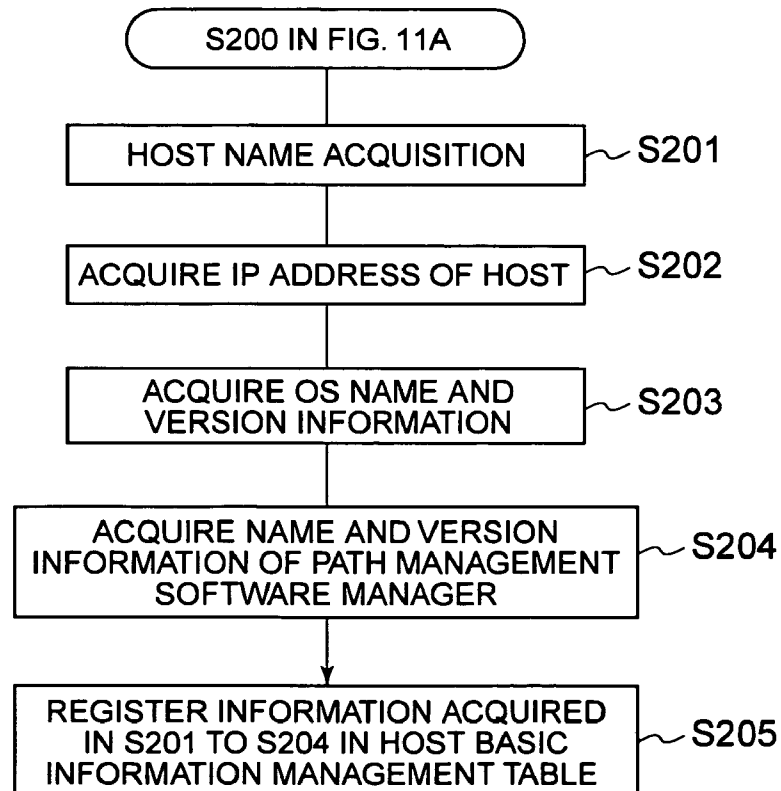 S200 IN FIG. 11A
HOST NAME ACQUISITION
S201
ACQUIRE IP ADDRESS OF HOST
S202
ACQUIRE OS NAME AND
VERSION INFORMATION
S203
ACQUIRE NAME AND VERSION
INFORMATION OF PATH MANAGEMENT
SOFTWARE MANAGER
S204
REGISTER INFORMATION ACQUIRED
IN S201 TO S204 IN HOST BASIC
INFORMATION MANAGEMENT TABLE
S205